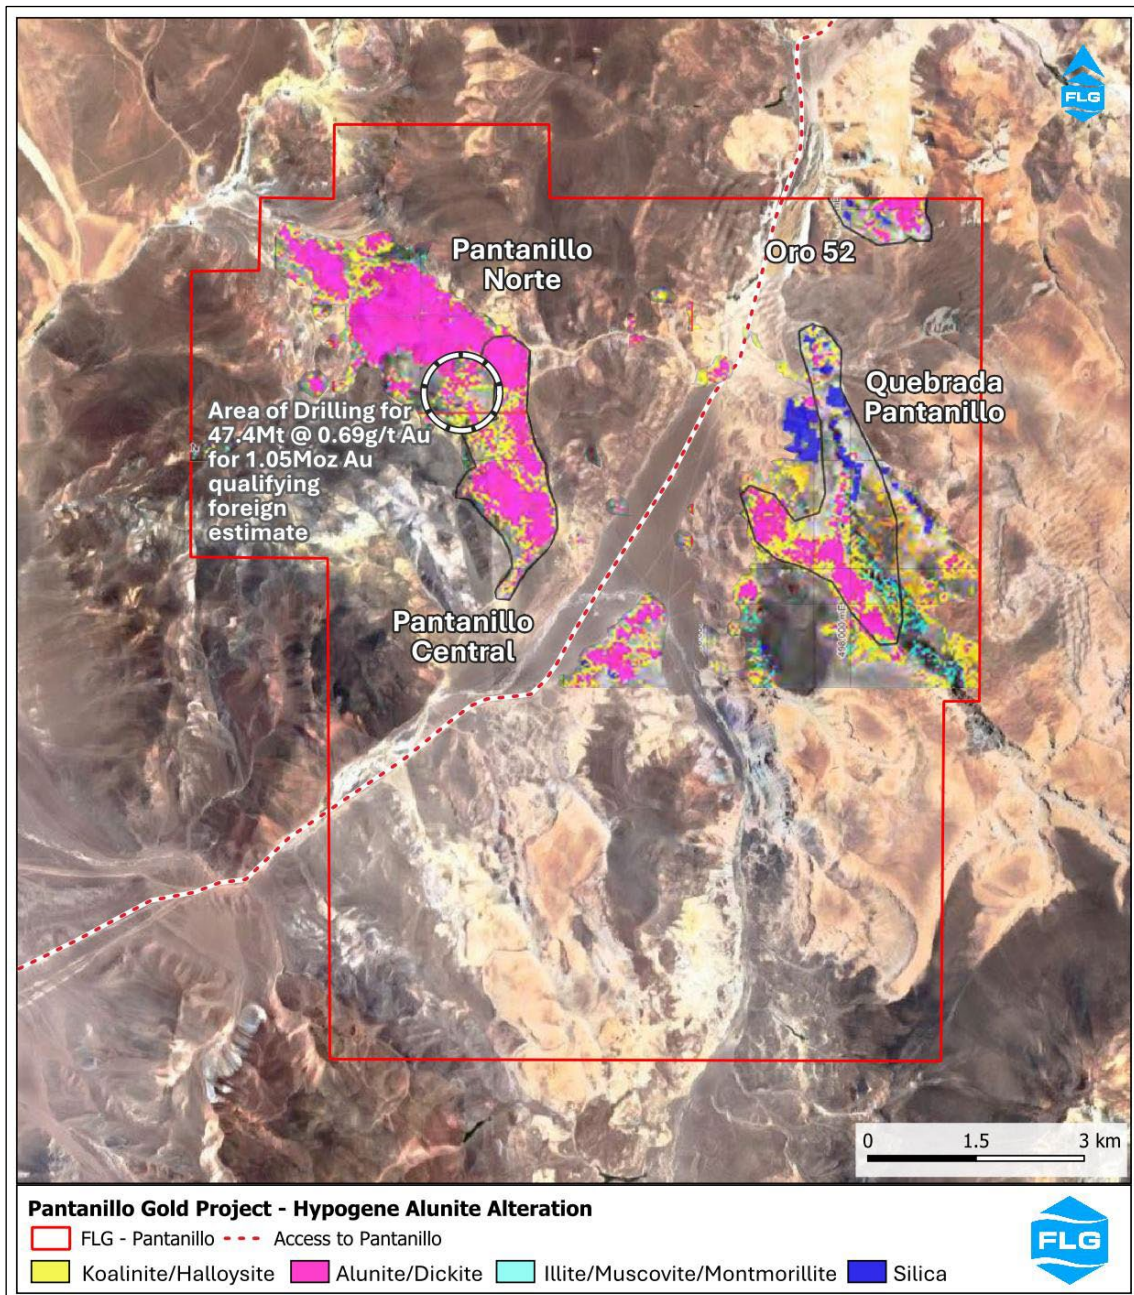 FLG
Pantanillo
Norte
Oro 52
Quebrada
Pantanillo
Area of Drilling for
47.4Mt @ 0.69g/t Au
for 1.05Moz Au
qualifying
foreign
estimate
Pantanillo
Central
0 1.5 3 km
Pantanillo Gold Project - Hypogene Alunite Alteration
FLG - Pantanillo
Access to Pantanillo
Koalinite/Halloysite
Alunite/Dickite
Illite/Muscovite/Montmorillite
Silica
FLG